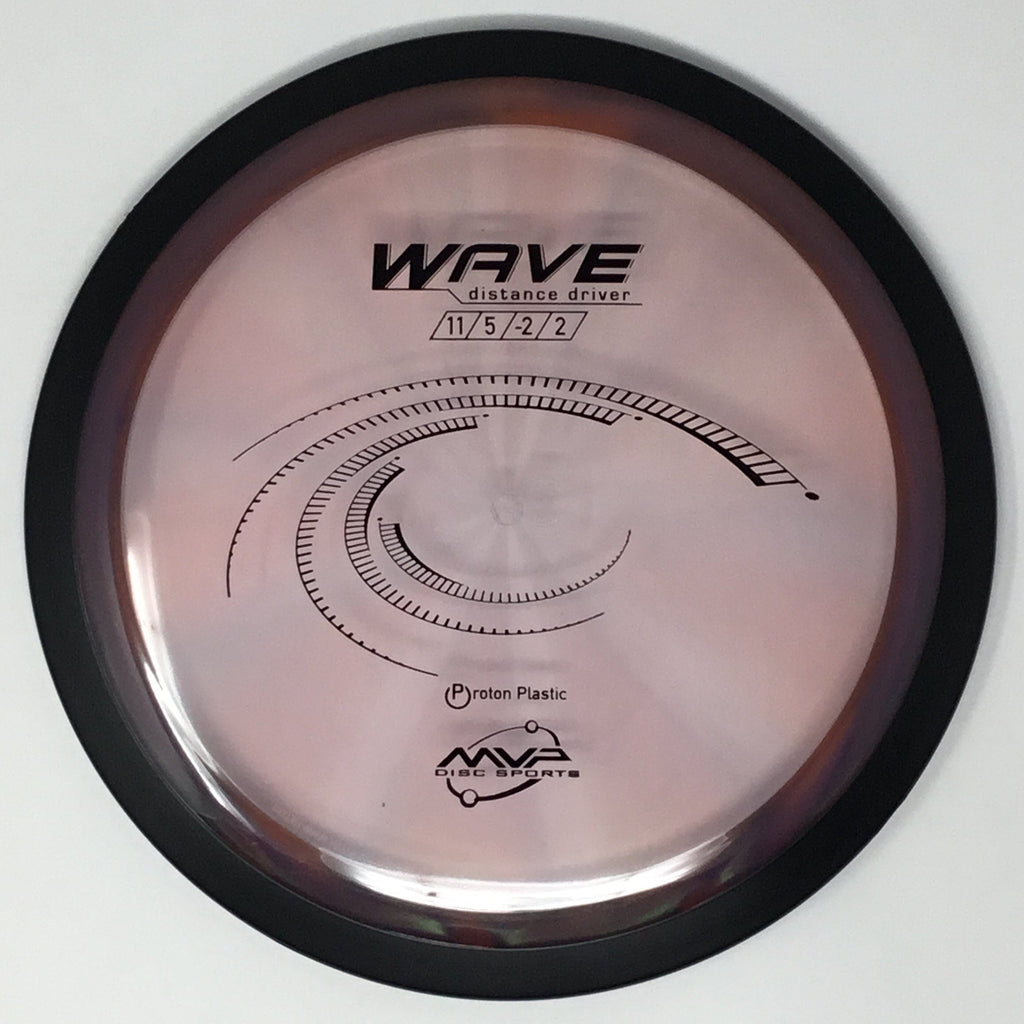 WAVE
distance driver
11/5/-2/2
Proton Plastic
MVP
DISC SPORTS